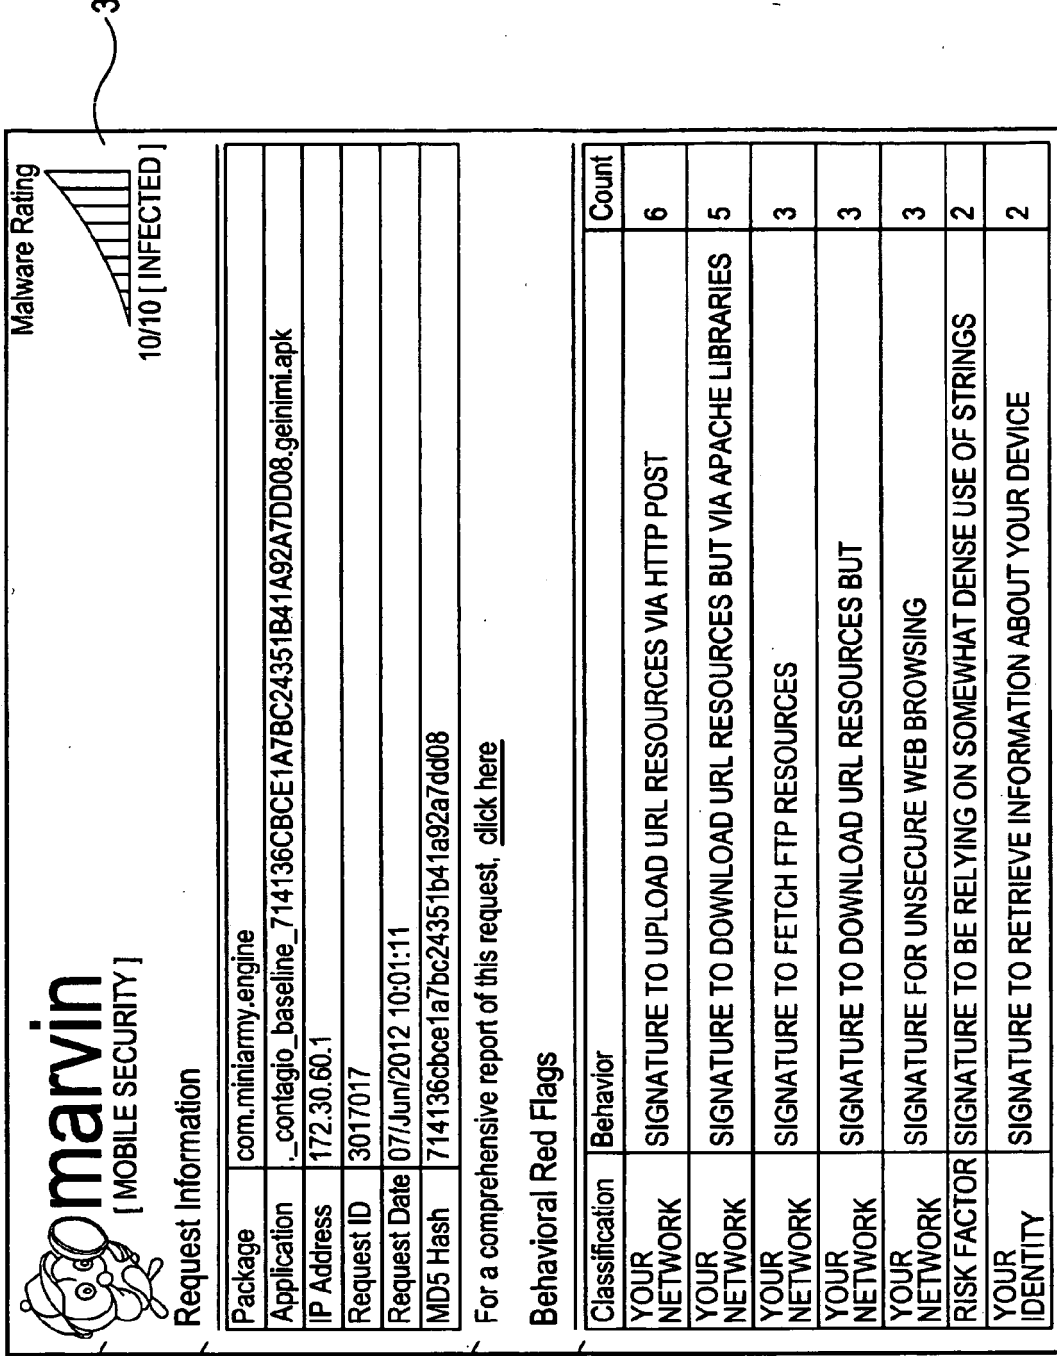 Malware Rating
marvin
[ MOBILE SECURITY ]
10/10 [ INFECTED ]
3
Request Information
Package com.miniarmy.engine
Application ._contagio_baseline_714136CBCE1A7BC24351B41A92A7DD08.geinimi.apk
IP Address 172.30.60.1
Request ID 3017017
Request Date 07/Jun/2012 10:01:11
MD5 Hash 714136cbce1a7bc24351b41a92a7dd08
For a comprehensive report of this request, click here
Behavioral Red Flags
Classification Behavior Count
YOUR
NETWORK SIGNATURE TO UPLOAD URL RESOURCES VIA HTTP POST 6
YOUR
NETWORK SIGNATURE TO DOWNLOAD URL RESOURCES BUT VIA APACHE LIBRARIES 5
YOUR
NETWORK SIGNATURE TO FETCH FTP RESOURCES 3
YOUR
NETWORK SIGNATURE TO DOWNLOAD URL RESOURCES BUT 3
YOUR
NETWORK SIGNATURE FOR UNSECURE WEB BROWSING 3
RISK FACTOR SIGNATURE TO BE RELYING ON SOMEWHAT DENSE USE OF STRINGS 2
YOUR
IDENTITY SIGNATURE TO RETRIEVE INFORMATION ABOUT YOUR DEVICE 2